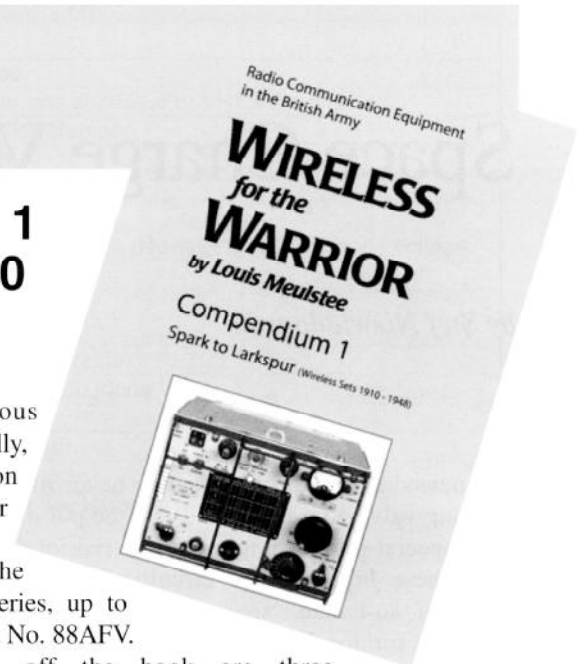 Radio Communication Equipment
in the British Army
WIRELESS
for the
WARRIOR
by Louis Meulstee
Compendium 1
Spark to Larkspur (Wireless Sets 1910 - 1948)
1
0
ous
lly,
on
r
he
eries, up to
No. 88AFV.
off the book are three